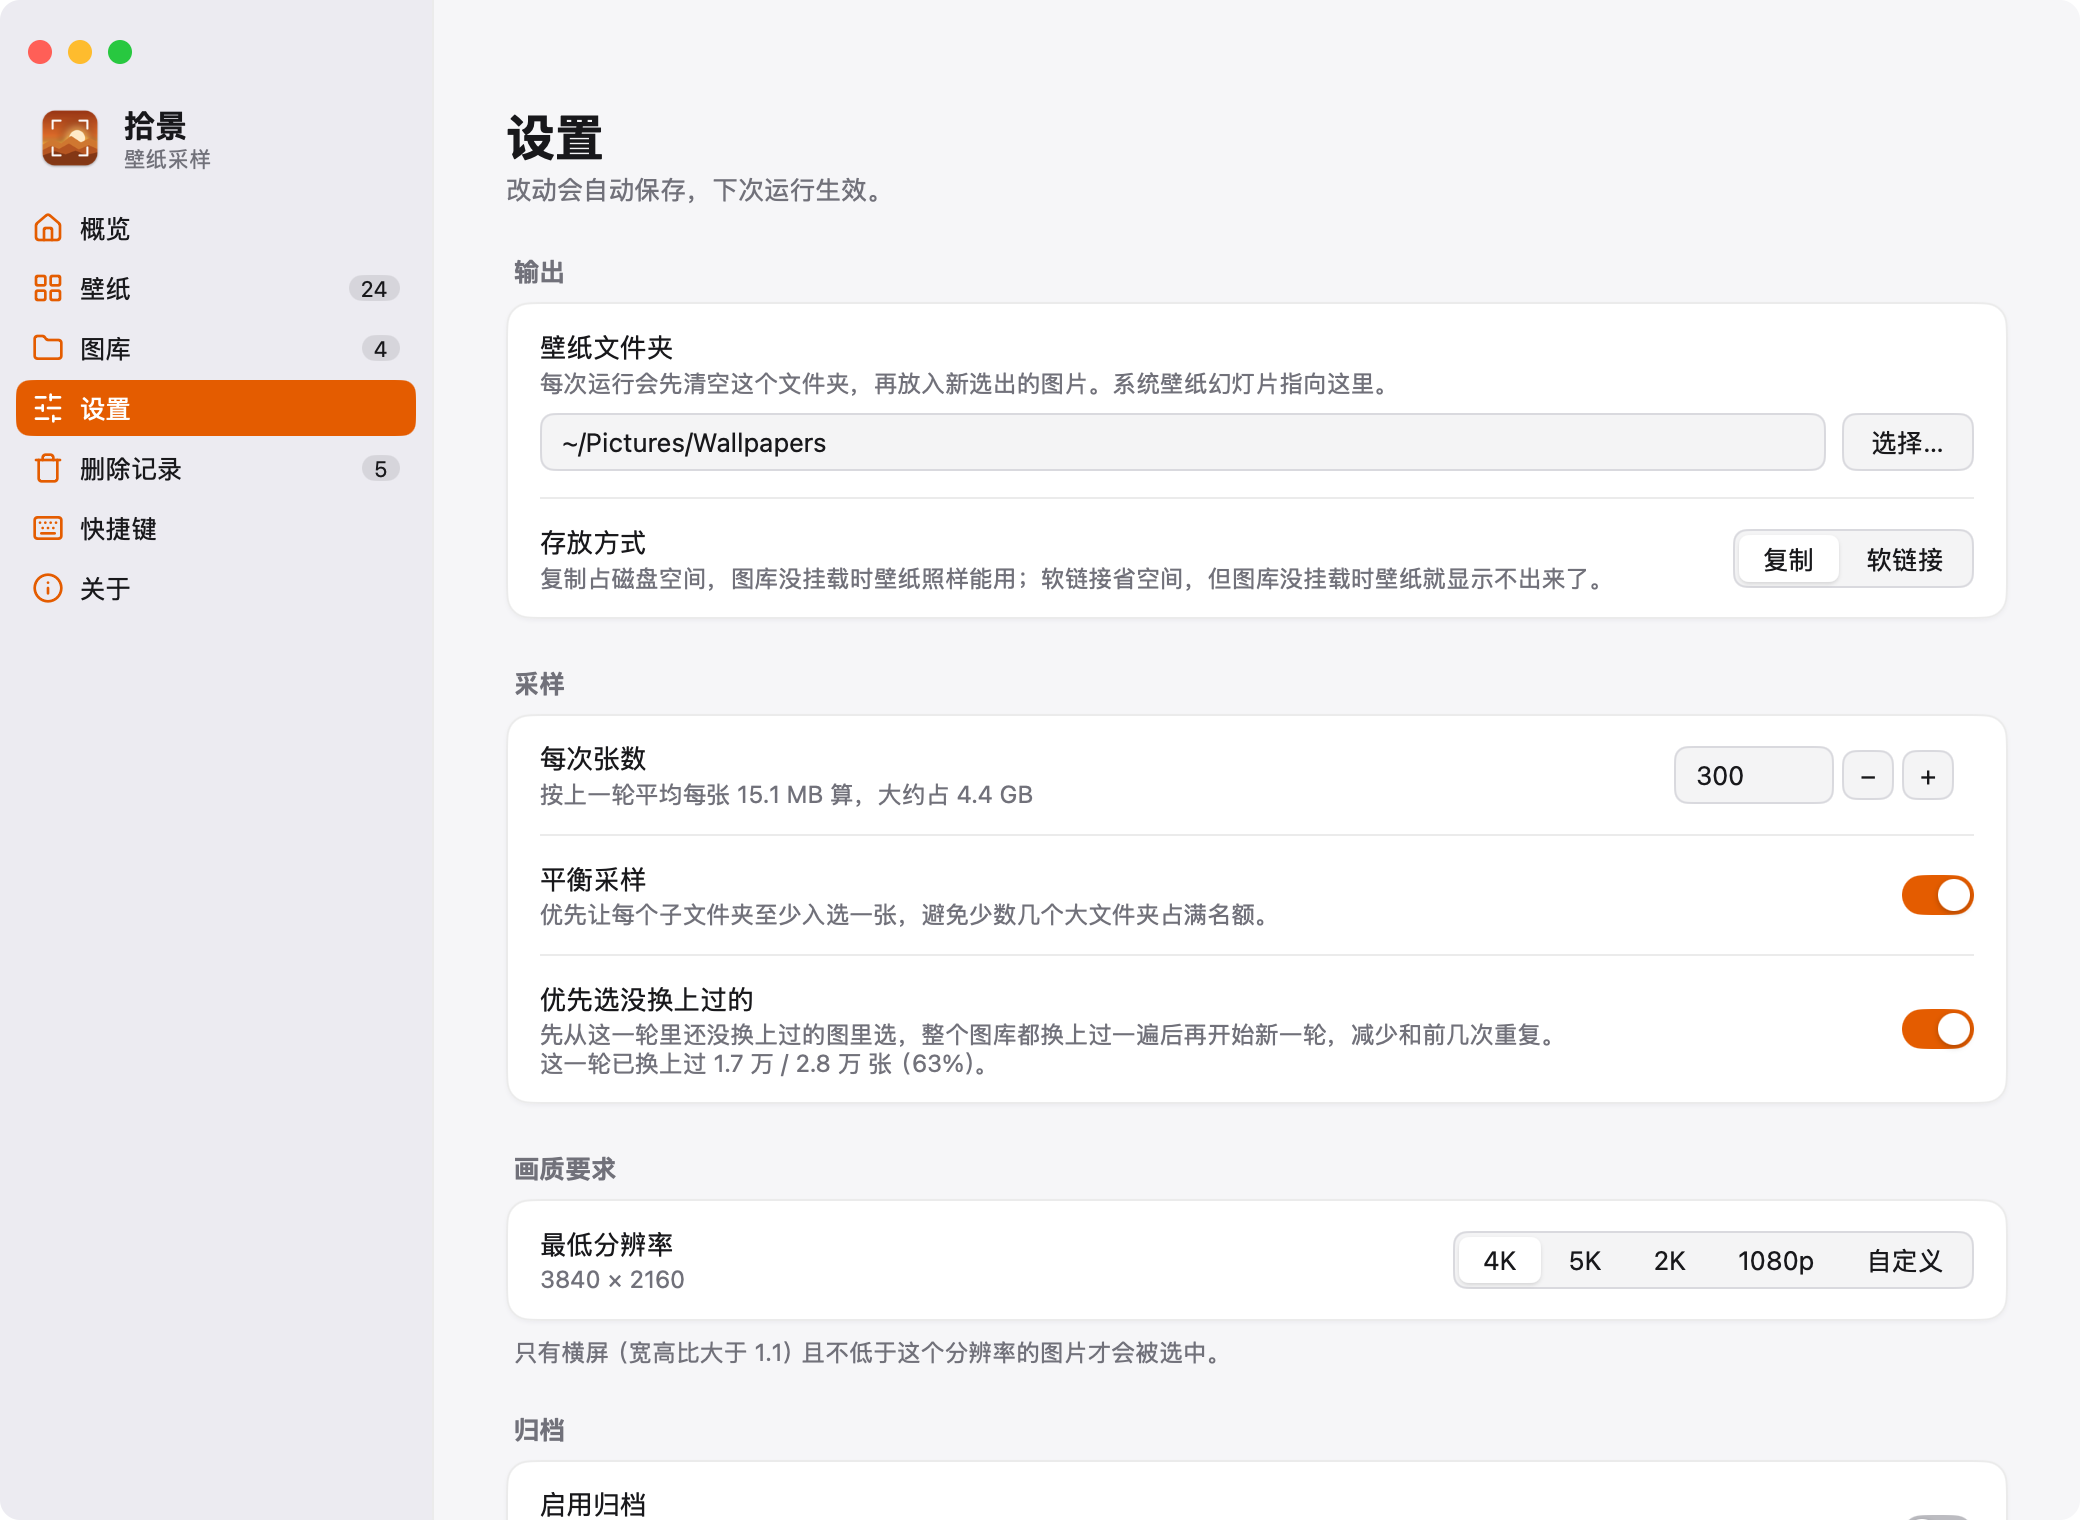 拾景
壁纸采样
概览
壁纸 24
图库 4
设置
删除记录 5
快捷键
关于
设置
改动会自动保存，下次运行生效。
输出
壁纸文件夹
每次运行会先清空这个文件夹，再放入新选出的图片。系统壁纸幻灯片指向这里。
~/Pictures/Wallpapers 选择...
存放方式
复制占磁盘空间，图库没挂载时壁纸照样能用；软链接省空间，但图库没挂载时壁纸就显示不出来了。
复制 软链接
采样
每次张数
按上一轮平均每张 15.1 MB 算，大约占 4.4 GB
300 − +
平衡采样
优先让每个子文件夹至少入选一张，避免少数几个大文件夹占满名额。
优先选没换上过的
先从这一轮里还没换上过的图里选，整个图库都换上过一遍后再开始新一轮，减少和前几次重复。
这一轮已换上过 1.7 万 / 2.8 万 张（63%）。
画质要求
最低分辨率
3840 × 2160
4K 5K 2K 1080p 自定义
只有横屏（宽高比大于 1.1）且不低于这个分辨率的图片才会被选中。
归档
启用归档